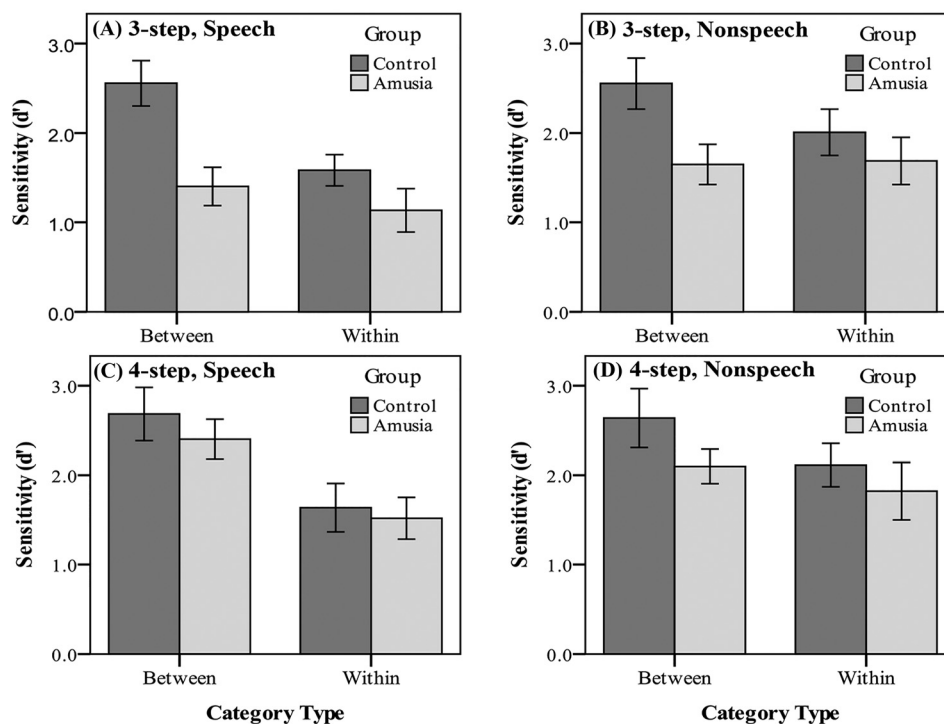 (A) 3-step, Speech
Group
Control
Amusia
3.0
2.0
1.0
0.0
Sensitivity (d')
Between
Within
(B) 3-step, Nonspeech
Group
Control
Amusia
3.0
2.0
1.0
0.0
Sensitivity (d')
Between
Within
(C) 4-step, Speech
Group
Control
Amusia
3.0
2.0
1.0
0.0
Sensitivity (d')
Between
Within
Category Type
(D) 4-step, Nonspeech
Group
Control
Amusia
3.0
2.0
1.0
0.0
Sensitivity (d')
Between
Within
Category Type